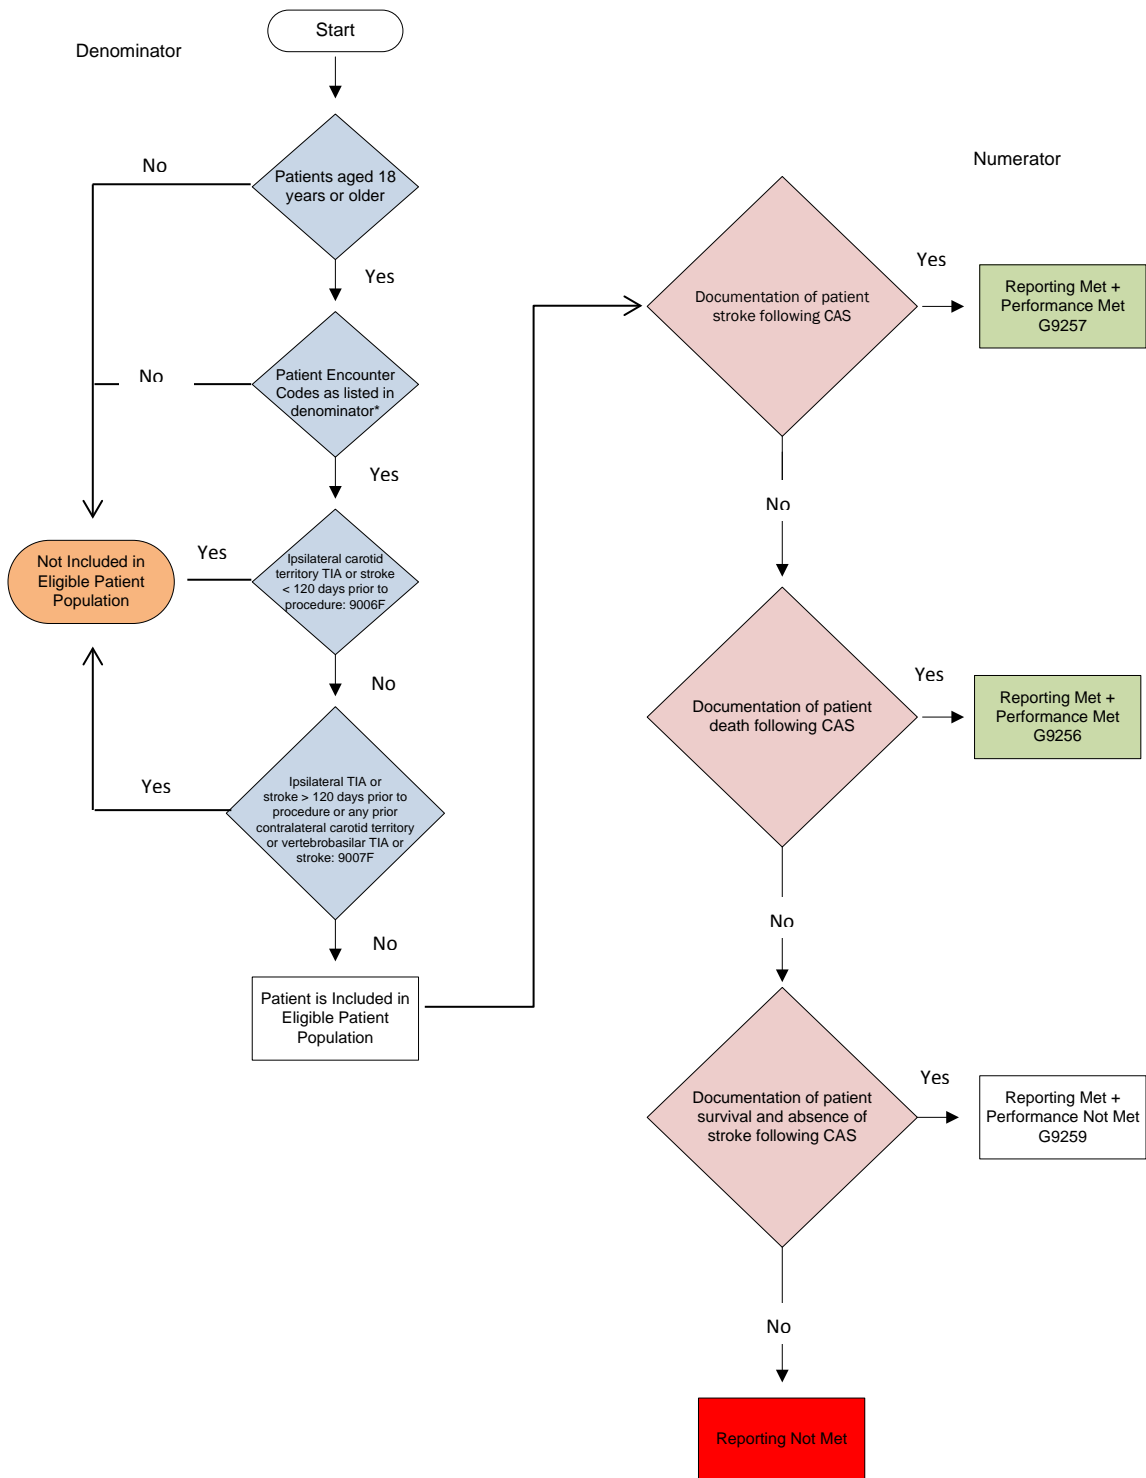 Start
Denominator
No
Patients aged 18
years or older
Yes
No
Patient Encounter
Codes as listed in
denominator*
Yes
Not Included in
Eligible Patient
Population
Yes
Ipsilateral carotid
territory TIA or stroke
< 120 days prior to
procedure: 9006F
No
Yes
Ipsilateral TIA or
stroke > 120 days prior to
procedure or any prior
contralateral carotid territory
or vertebrobasilar TIA or
stroke: 9007F
No
Patient is Included in
Eligible Patient
Population
Numerator
Documentation of patient
stroke following CAS
Yes
Reporting Met +
Performance Met
G9257
No
Documentation of patient
death following CAS
Yes
Reporting Met +
Performance Met
G9256
No
Documentation of patient
survival and absence of
stroke following CAS
Yes
Reporting Met +
Performance Not Met
G9259
No
Reporting Not Met